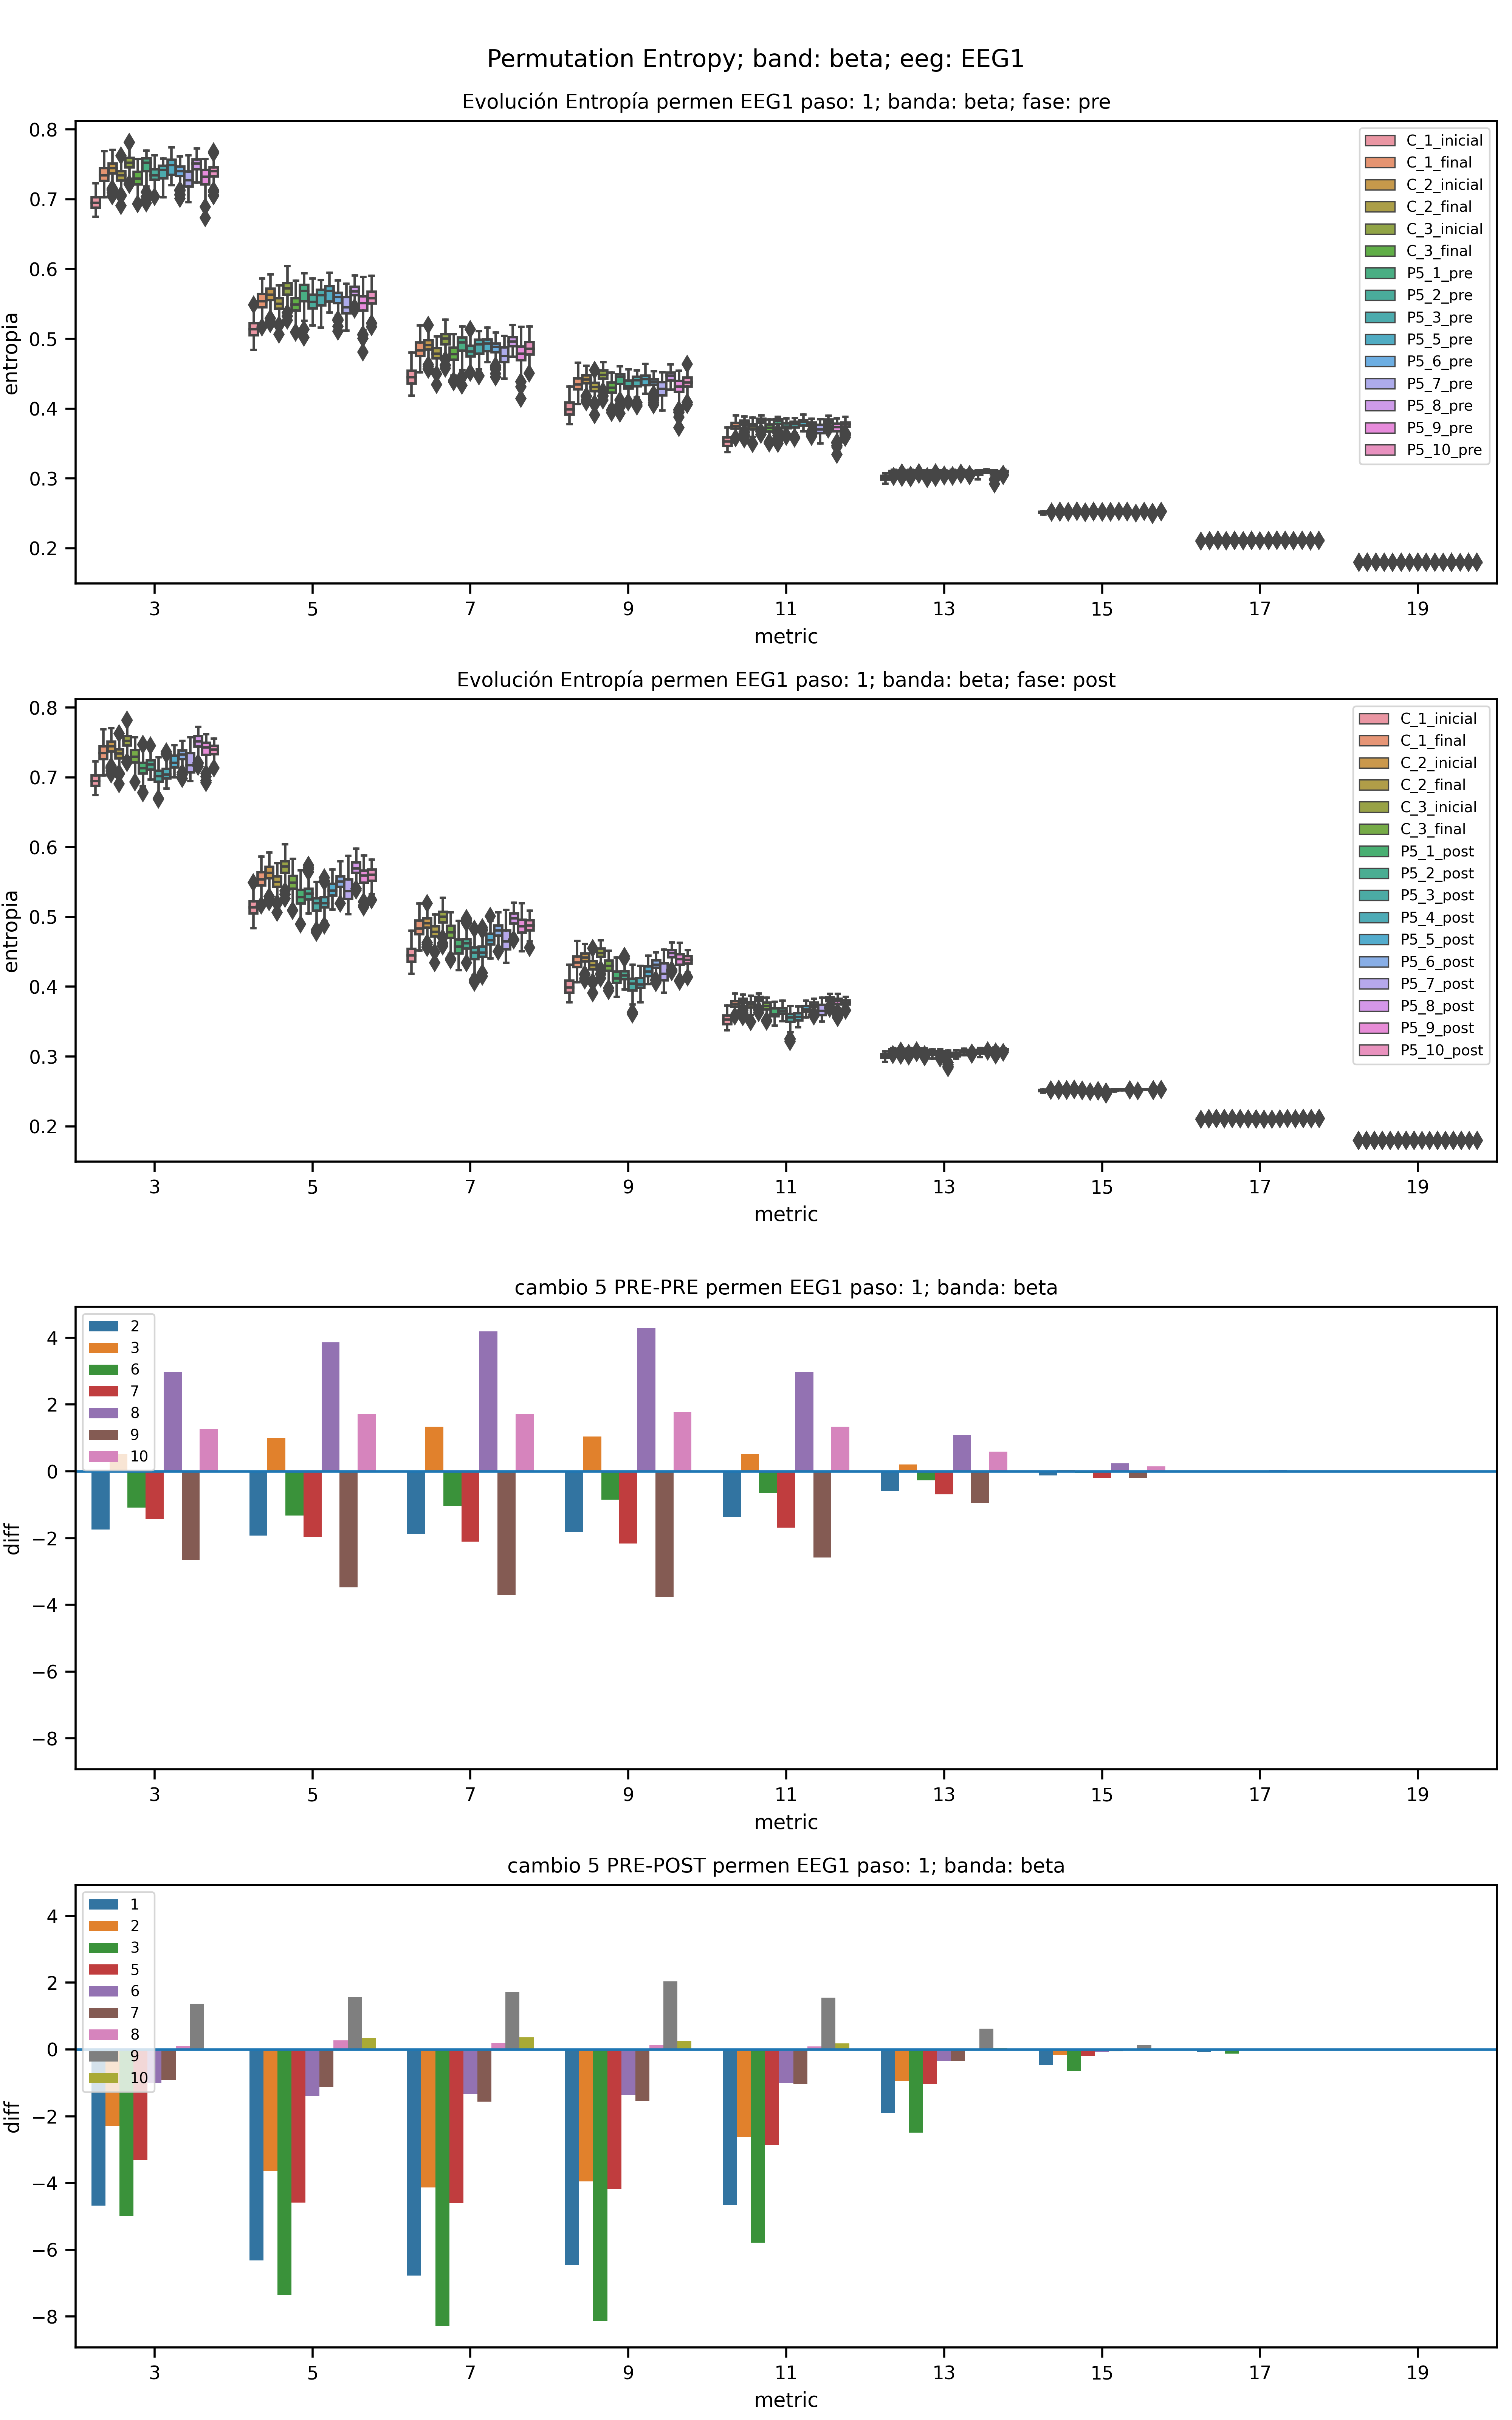 Permutation Entropy; band: beta; eeg: EEG1
Evolución Entropía permen EEG1 paso: 1; banda: beta; fase: pre
0.8
0.7
0.6
0.5
0.4
0.3
0.2
entropia
C_1_inicial
C_1_final
C_2_inicial
C_2_final
C_3_inicial
C_3_final
P5_1_pre
P5_2_pre
P5_3_pre
P5_5_pre
P5_6_pre
P5_7_pre
P5_8_pre
P5_9_pre
P5_10_pre
3 5 7 9 11 13 15 17 19
metric
Evolución Entropía permen EEG1 paso: 1; banda: beta; fase: post
0.8
0.7
0.6
0.5
0.4
0.3
0.2
entropia
C_1_inicial
C_1_final
C_2_inicial
C_2_final
C_3_inicial
C_3_final
P5_1_post
P5_2_post
P5_3_post
P5_4_post
P5_5_post
P5_6_post
P5_7_post
P5_8_post
P5_9_post
P5_10_post
3 5 7 9 11 13 15 17 19
metric
cambio 5 PRE-PRE permen EEG1 paso: 1; banda: beta
4
2
0
−2
−4
−6
−8
diff
2
3
6
7
8
9
10
3 5 7 9 11 13 15 17 19
metric
cambio 5 PRE-POST permen EEG1 paso: 1; banda: beta
4
2
0
−2
−4
−6
−8
diff
1
2
3
5
6
7
8
9
10
3 5 7 9 11 13 15 17 19
metric